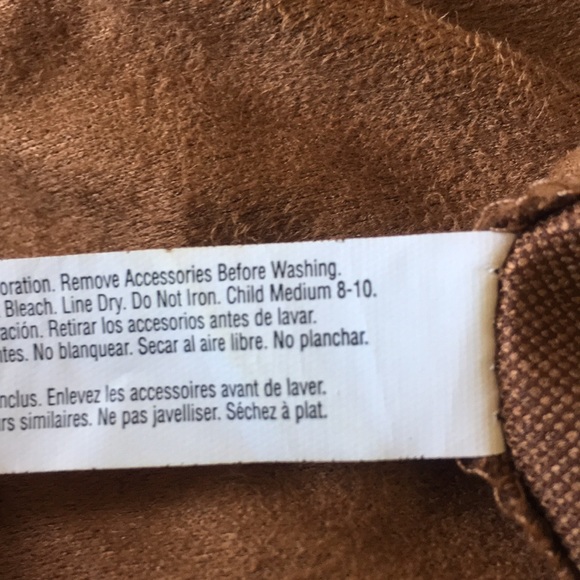 oration. Remove Accessories Before Washing.
Bleach. Line Dry. Do Not Iron. Child Medium 8-10.
ación. Retirar los accesorios antes de lavar.
tes. No blanquear. Secar al aire libre. No planchar.
nclus. Enlevez les accessoires avant de laver.
rs similaires. Ne pas javelliser. Séchez à plat.